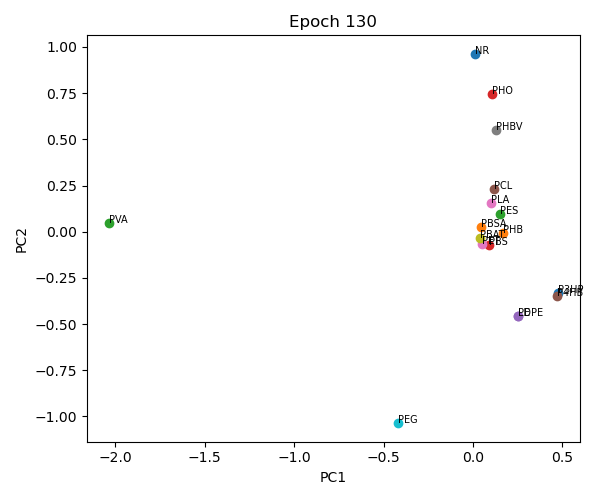 Epoch 130
1.00
0.75
0.50
0.25
0.00
−0.25
−0.50
−0.75
−1.00
PC2
NR
PHO
PHBV
PCL
PLA
PES
PVA
PBSA
PHB
PBAT
PBS
P3HP
P4HB
LDPE
PEG
−2.0 −1.5 −1.0 −0.5 0.0 0.5
PC1